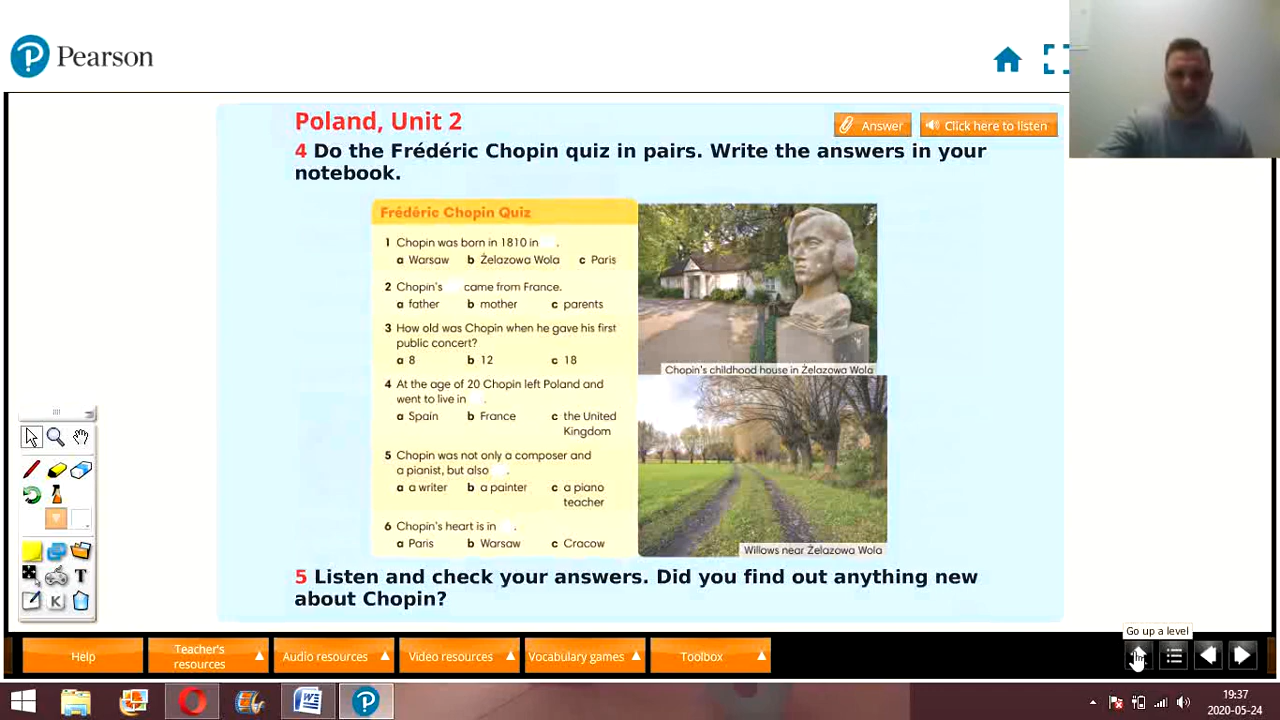 Pearson
Poland, Unit 2
Answer
Click here to listen
4 Do the Frédéric Chopin quiz in pairs. Write the answers in your
notebook.
Frédéric Chopin Quiz
1 Chopin was born in 1810 in .
a Warsaw b Żelazowa Wola c Paris
2 Chopin's came from France.
a father b mother c parents
3 How old was Chopin when he gave his first
public concert?
a 8 b 12 c 18
4 At the age of 20 Chopin left Poland and
went to live in .
a Spain b France c the United
Kingdom
5 Chopin was not only a composer and
a pianist, but also .
a a writer b a painter c a piano
teacher
6 Chopin's heart is in .
a Paris b Warsaw c Cracow
Chopin's childhood house in Żelazowa Wola
Willows near Żelazowa Wola
5 Listen and check your answers. Did you find out anything new
about Chopin?
T
K
Go up a level
Help
Teacher's
resources
Audio resources
Video resources
Vocabulary games
Toolbox
19:37
2020-05-24